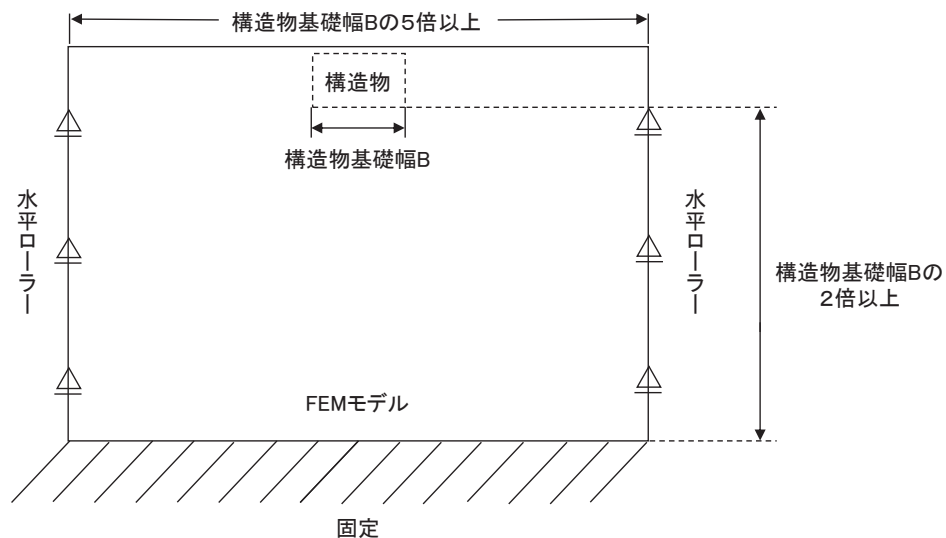 構造物基礎幅Bの5倍以上
構造物
構造物基礎幅B
水平ローラー
水平ローラー
構造物基礎幅Bの
2倍以上
FEMモデル
固定